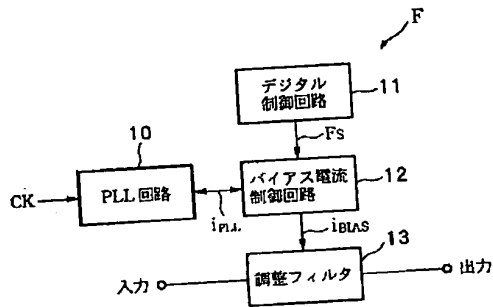 F
デジタル
制御回路
11
Fs
10
CK
PLL回路
iPLL
バイアス電流
制御回路
12
iBIAS
13
入力
調整フィルタ
出力